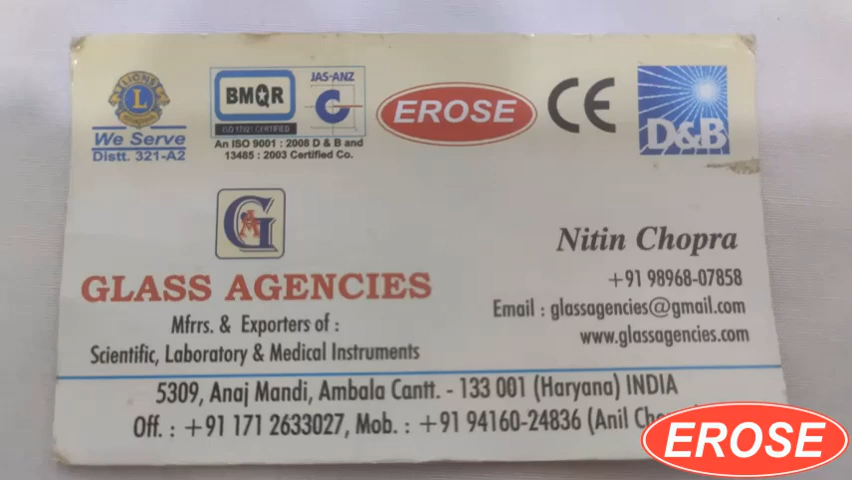 LIONS
L
We Serve
Distt. 321-A2
BMQR
ISO 17021 CERTIFIED
JAS-ANZ
An ISO 9001 : 2008 D & B and
13485 : 2003 Certified Co.
EROSE
CE
D&B
GA
GLASS AGENCIES
Mfrrs. & Exporters of :
Scientific, Laboratory & Medical Instruments
Nitin Chopra
+91 98968-07858
Email : glassagencies@gmail.com
www.glassagencies.com
5309, Anaj Mandi, Ambala Cantt. - 133 001 (Haryana) INDIA
Off. : +91 171 2633027, Mob. : +91 94160-24836 (Anil
EROSE